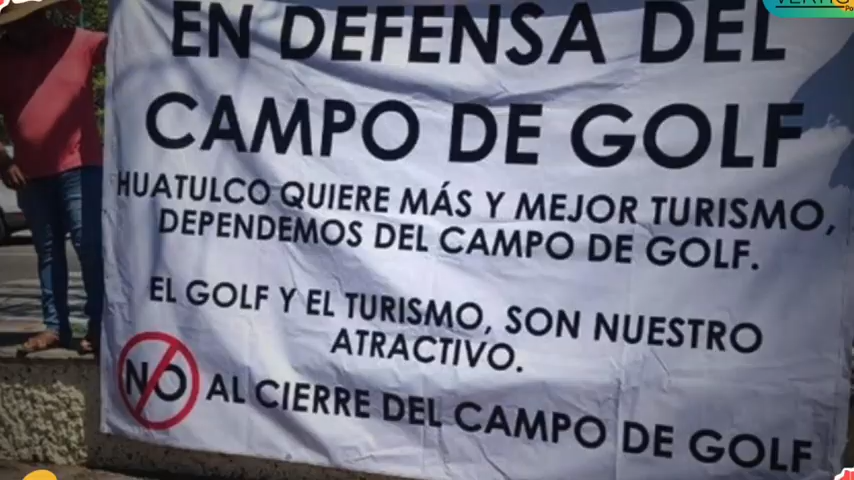 EN DEFENSA DEL
CAMPO DE GOLF
HUATULCO QUIERE MÁS Y MEJOR TURISMO,
DEPENDEMOS DEL CAMPO DE GOLF.
EL GOLF Y EL TURISMO, SON NUESTRO
ATRACTIVO.
NO AL CIERRE DEL CAMPO DE GOLF